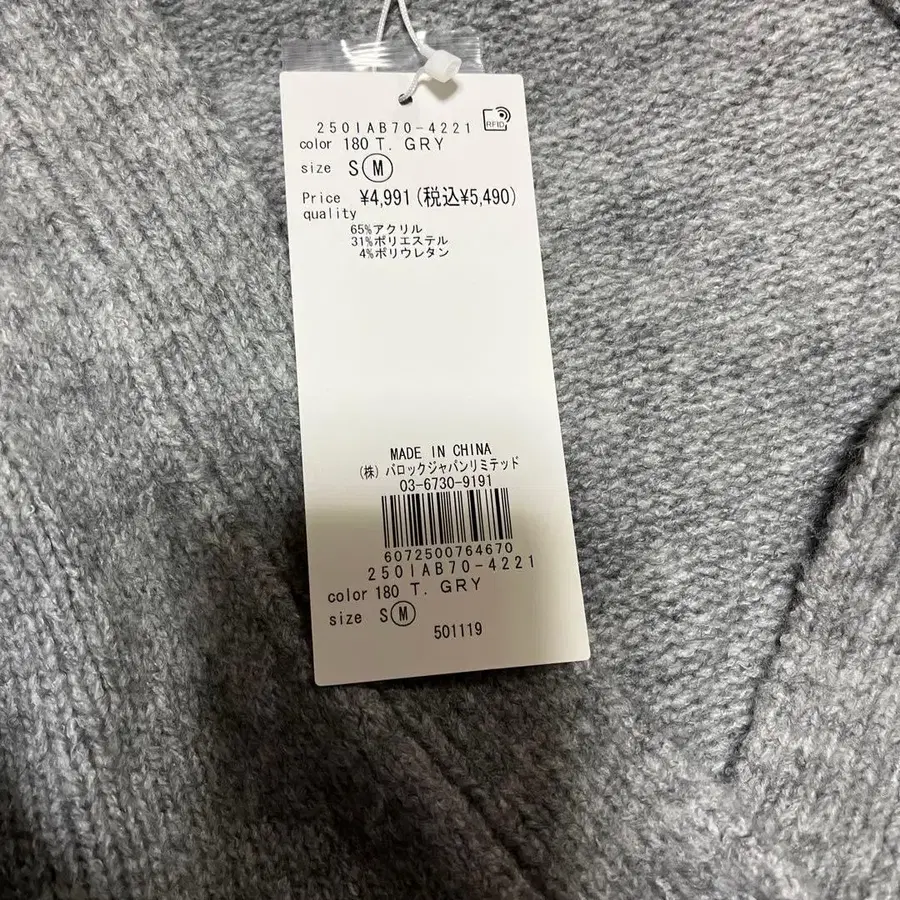 250IAB70-4221
RFID
color 180 T. GRY
size S M
Price ¥4,991 (税込¥5,490)
quality
65%アクリル
31%ポリエステル
4%ポリウレタン
MADE IN CHINA
(株) バロックジャパンリミテッド
03-6730-9191
6072500764670
250IAB70-4221
color 180 T. GRY
size S M
501119